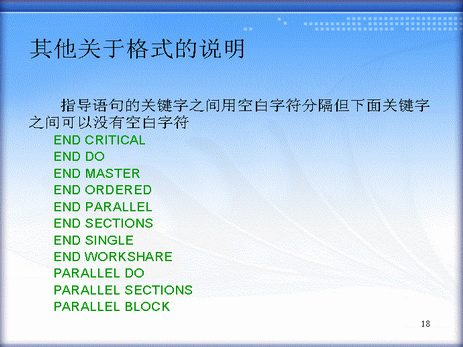 其他关于格式的说明
指导语句的关键字之间用空白字符分隔但下面关键字
之间可以没有空白字符
END CRITICAL
END DO
END MASTER
END ORDERED
END PARALLEL
END SECTIONS
END SINGLE
END WORKSHARE
PARALLEL DO
PARALLEL SECTIONS
PARALLEL BLOCK
18